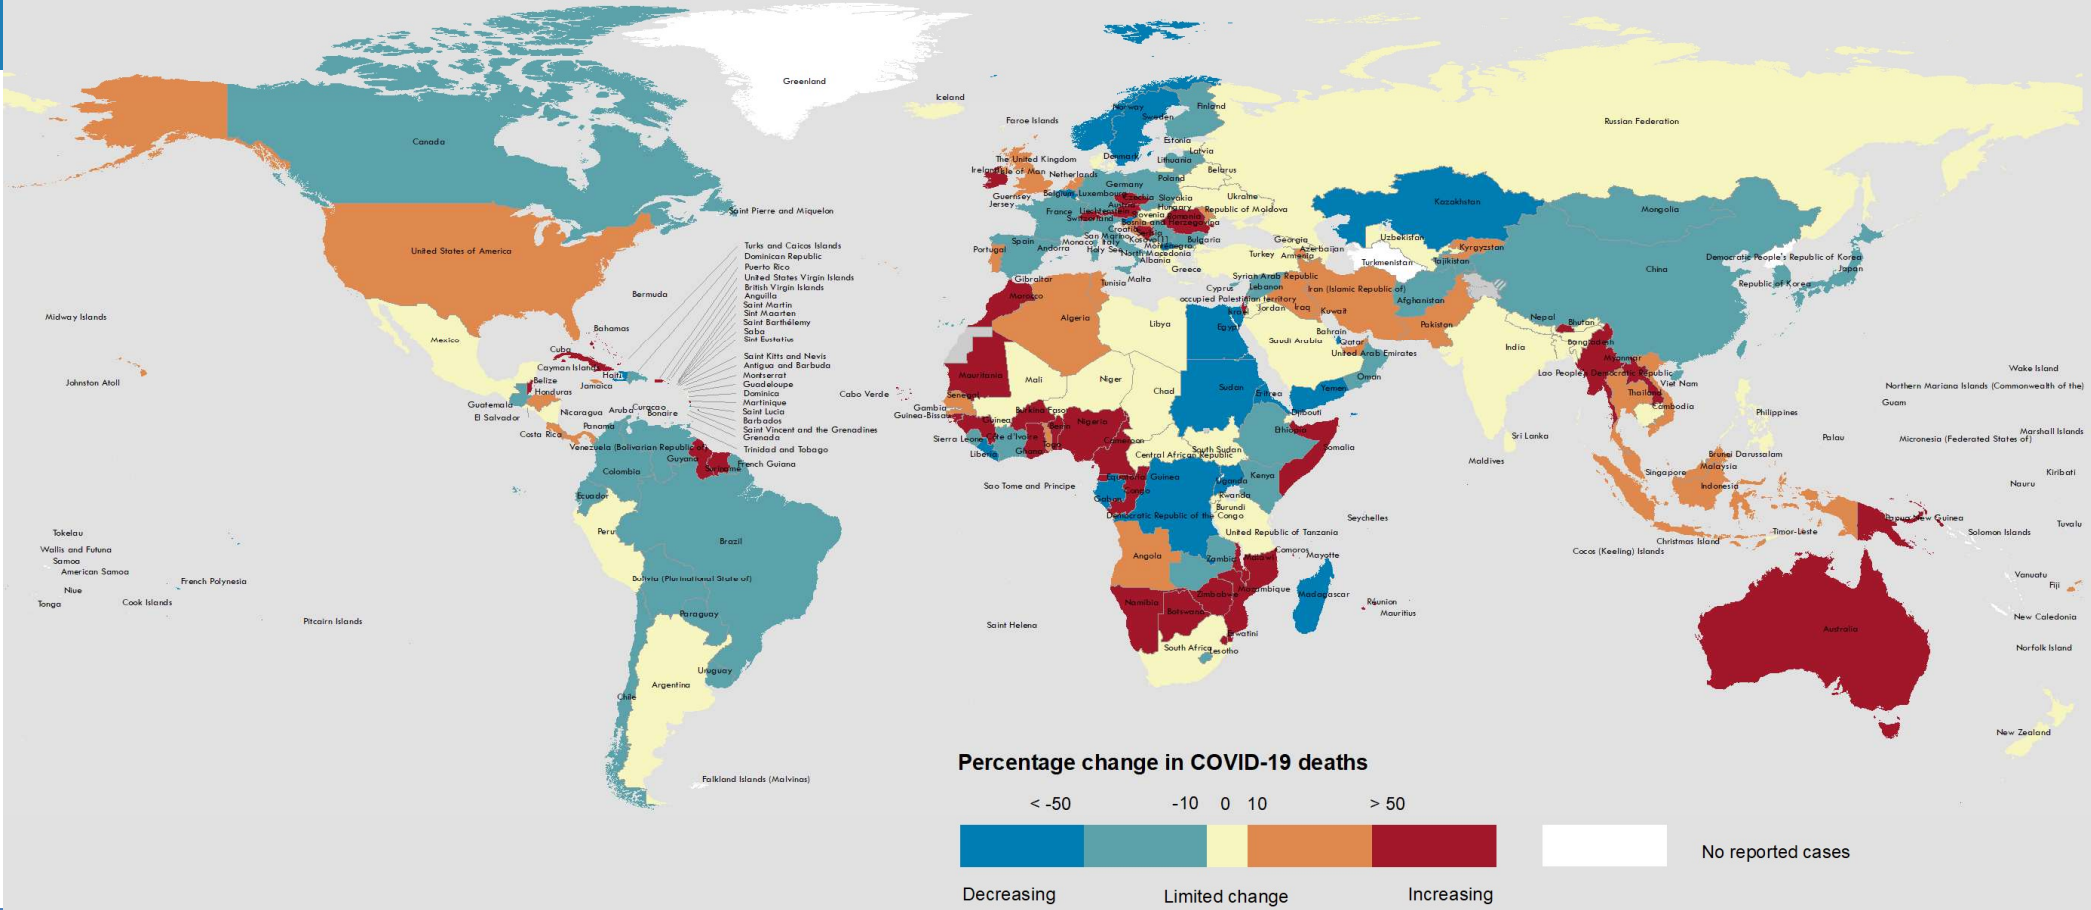 Greenland
Iceland
Faroe Islands
Norway
Sweden
Finland
Russian Federation
Canada
Estonia
Latvia
The United Kingdom
Denmark
Lithuania
Isle of Man
Netherlands
Belarus
Poland
Germany
Guernsey
Jersey
Belgium
Luxembourg
Czechia
Slovakia
Ukraine
Kazakhstan
Mongolia
Saint Pierre and Miquelon
France
Liechtenstein
Hungary
Republic of Moldova
Switzerland
Romania
Bosnia and Herzegovina
Croatia
Serbia
San Marino
Italy
Kosovo[1]
Bulgaria
Montenegro
Monaco
Andorra
Spain
Portugal
Holy See
North Macedonia
Albania
Greece
Turkey
Georgia
Armenia
Azerbaijan
Uzbekistan
Kyrgyzstan
Turkmenistan
Tajikistan
China
Democratic People's Republic of Korea
Japan
Republic of Korea
United States of America
Turks and Caicos Islands
Dominican Republic
Puerto Rico
United States Virgin Islands
British Virgin Islands
Anguilla
Saint Martin
Sint Maarten
Saint Barthélemy
Saba
Sint Eustatius
Saint Kitts and Nevis
Antigua and Barbuda
Montserrat
Guadeloupe
Dominica
Martinique
Saint Lucia
Barbados
Saint Vincent and the Grenadines
Grenada
Trinidad and Tobago
Bermuda
Bahamas
Cuba
Cayman Islands
Haiti
Jamaica
Mexico
Belize
Honduras
Guatemala
El Salvador
Nicaragua
Aruba
Curacao
Bonaire
Costa Rica
Panama
Venezuela (Bolivarian Republic of)
Guyana
Suriname
French Guiana
Colombia
Ecuador
Peru
Brazil
Bolivia (Plurinational State of)
Paraguay
Uruguay
Argentina
Chile
Falkland Islands (Malvinas)
Midway Islands
Johnston Atoll
Tokelau
Wallis and Futuna
Samoa
American Samoa
Niue
Tonga
Cook Islands
French Polynesia
Pitcairn Islands
Gibraltar
Tunisia
Malta
Cyprus
Syrian Arab Republic
Lebanon
occupied Palestinian territory
Israel
Jordan
Iraq
Kuwait
Iran (Islamic Republic of)
Afghanistan
Pakistan
Morocco
Algeria
Libya
Egypt
Saudi Arabia
Bahrain
Qatar
United Arab Emirates
Oman
Yemen
Nepal
Bhutan
India
Bangladesh
Myanmar
Lao People's Democratic Republic
Viet Nam
Thailand
Cambodia
Philippines
Sri Lanka
Maldives
Cabo Verde
Mauritania
Mali
Niger
Chad
Sudan
Eritrea
Djibouti
Senegal
Gambia
Guinea-Bissau
Guinea
Burkina Faso
Benin
Nigeria
Sierra Leone
Côte d'Ivoire
Liberia
Ghana
Togo
Cameroon
Central African Republic
South Sudan
Ethiopia
Somalia
Sao Tome and Principe
Equatorial Guinea
Gabon
Congo
Uganda
Kenya
Rwanda
Burundi
Democratic Republic of the Congo
United Republic of Tanzania
Seychelles
Angola
Zambia
Malawi
Comoros
Mayotte
Mozambique
Zimbabwe
Namibia
Botswana
Madagascar
Réunion
Mauritius
Saint Helena
Eswatini
South Africa
Lesotho
Wake Island
Northern Mariana Islands (Commonwealth of the)
Guam
Palau
Marshall Islands
Micronesia (Federated States of)
Brunei Darussalam
Malaysia
Singapore
Indonesia
Kiribati
Nauru
Papua New Guinea
Solomon Islands
Tuvalu
Timor-Leste
Christmas Island
Cocos (Keeling) Islands
Vanuatu
Fiji
New Caledonia
Norfolk Island
Australia
New Zealand
Percentage change in COVID-19 deaths
< -50 -10 0 10 > 50
No reported cases
Decreasing Limited change Increasing